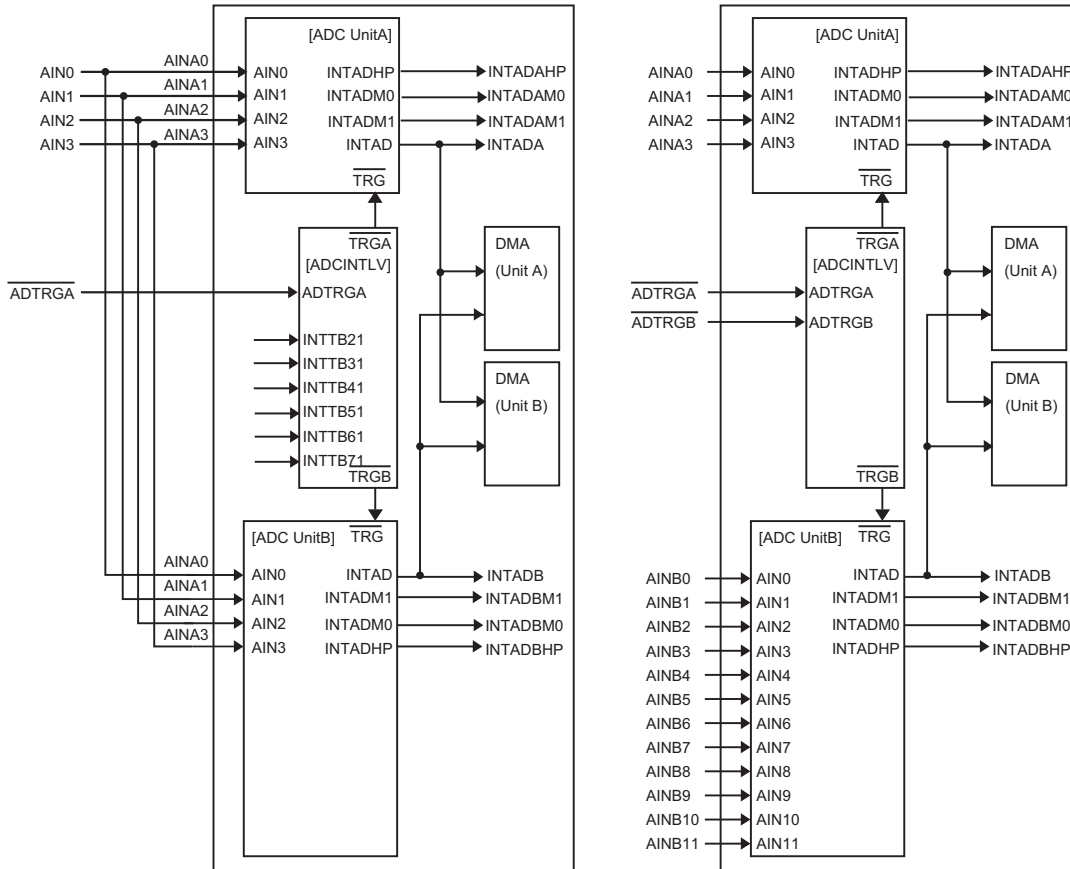 [ADC UnitA]
AIN0
AIN1
AIN2
AIN3
AINA0
AINA1
AINA2
AINA3
AIN0
AIN1
AIN2
AIN3
INTADHP
INTADM0
INTADM1
INTAD
TRG
INTADAHP
INTADAM0
INTADAM1
INTADA
TRGA
[ADCINTLV]
ADTRGA
ADTRGA
INTTB21
INTTB31
INTTB41
INTTB51
INTTB61
INTTB71
TRGB
DMA
(Unit A)
DMA
(Unit B)
[ADC UnitB]
TRG
AINA0
AINA1
AINA2
AINA3
AIN0
AIN1
AIN2
AIN3
INTAD
INTADM1
INTADM0
INTADHP
INTADB
INTADBM1
INTADBM0
INTADBHP
[ADC UnitA]
AINA0
AINA1
AINA2
AINA3
AIN0
AIN1
AIN2
AIN3
INTADHP
INTADM0
INTADM1
INTAD
TRG
INTADAHP
INTADAM0
INTADAM1
INTADA
TRGA
[ADCINTLV]
ADTRGA
ADTRGB
ADTRGA
ADTRGB
TRGB
DMA
(Unit A)
DMA
(Unit B)
[ADC UnitB]
TRG
AINB0
AINB1
AINB2
AINB3
AINB4
AINB5
AINB6
AINB7
AINB8
AINB9
AINB10
AINB11
AIN0
AIN1
AIN2
AIN3
AIN4
AIN5
AIN6
AIN7
AIN8
AIN9
AIN10
AIN11
INTAD
INTADM1
INTADM0
INTADHP
INTADB
INTADBM1
INTADBM0
INTADBHP